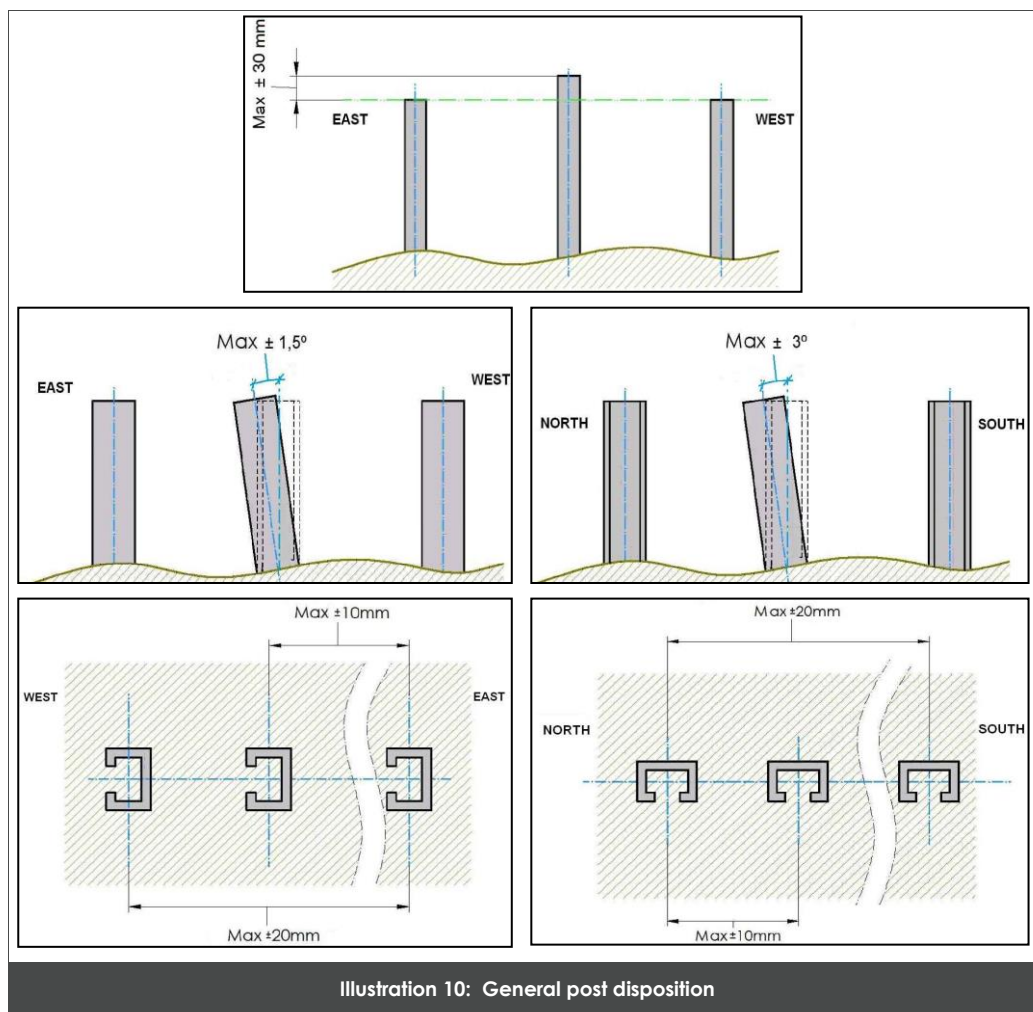 Max ± 30 mm
EAST
WEST
Max ± 1,5º
EAST
WEST
Max ± 3º
NORTH
SOUTH
Max ±10mm
WEST
EAST
Max ±20mm
Max ±20mm
NORTH
SOUTH
Max ±10mm
Illustration 10: General post disposition